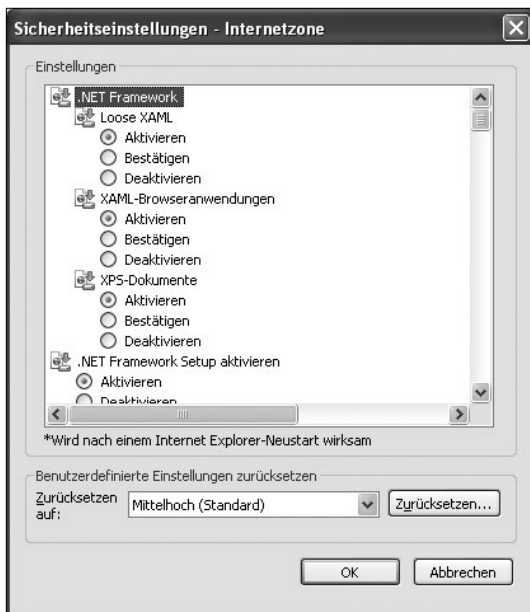 Sicherheitseinstellungen - Internetzone
Einstellungen
.NET Framework
Loose XAML
Aktivieren
Bestätigen
Deaktivieren
XAML-Browseranwendungen
Aktivieren
Bestätigen
Deaktivieren
XPS-Dokumente
Aktivieren
Bestätigen
Deaktivieren
.NET Framework Setup aktivieren
Aktivieren
Deaktivieren
*Wird nach einem Internet Explorer-Neustart wirksam
Benutzerdefinierte Einstellungen zurücksetzen
Zurücksetzen auf:
Mittelhoch (Standard)
Zurücksetzen...
OK
Abbrechen